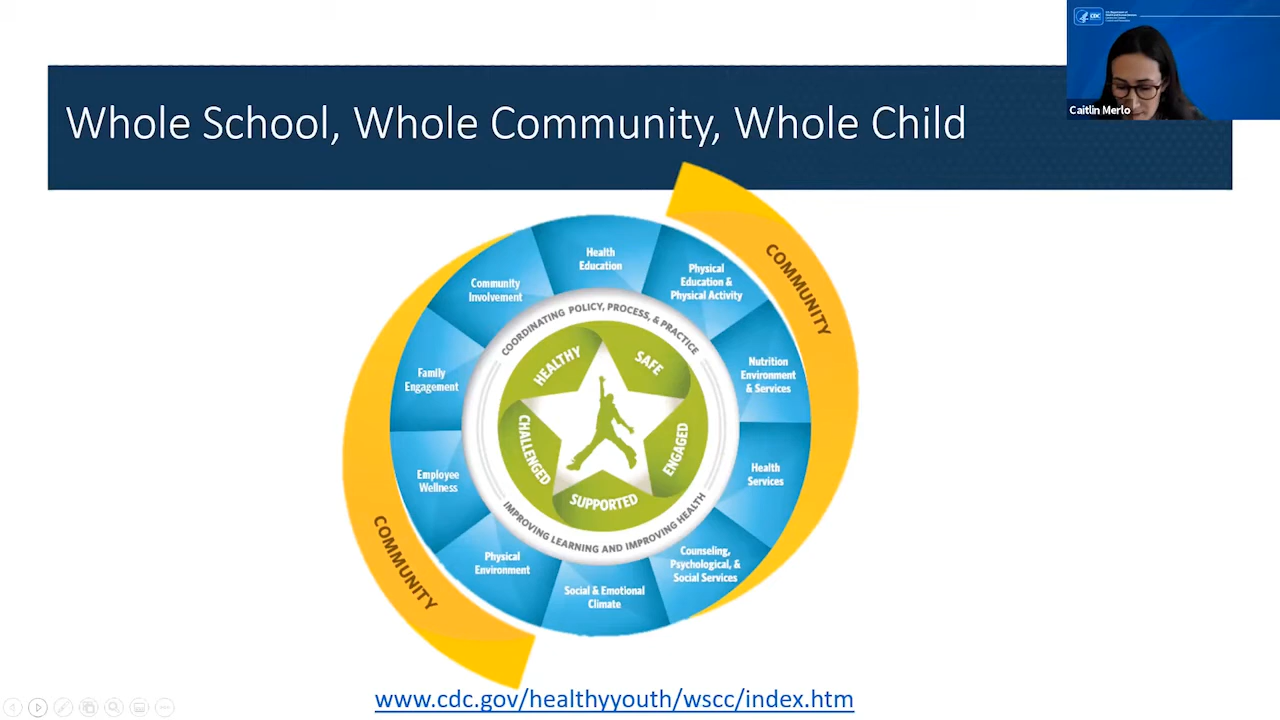 CDC
Caitlin Merlo
Whole School, Whole Community, Whole Child
COMMUNITY
Health
Education
Physical
Education &
Physical Activity
Nutrition
Environment
& Services
Health
Services
Counseling,
Psychological, &
Social Services
Social & Emotional
Climate
Physical
Environment
Employee
Wellness
Family
Engagement
Community
Involvement
COORDINATING POLICY, PROCESS, & PRACTICE
IMPROVING LEARNING AND IMPROVING HEALTH
HEALTHY
SAFE
ENGAGED
SUPPORTED
CHALLENGED
COMMUNITY
www.cdc.gov/healthyyouth/wscc/index.htm